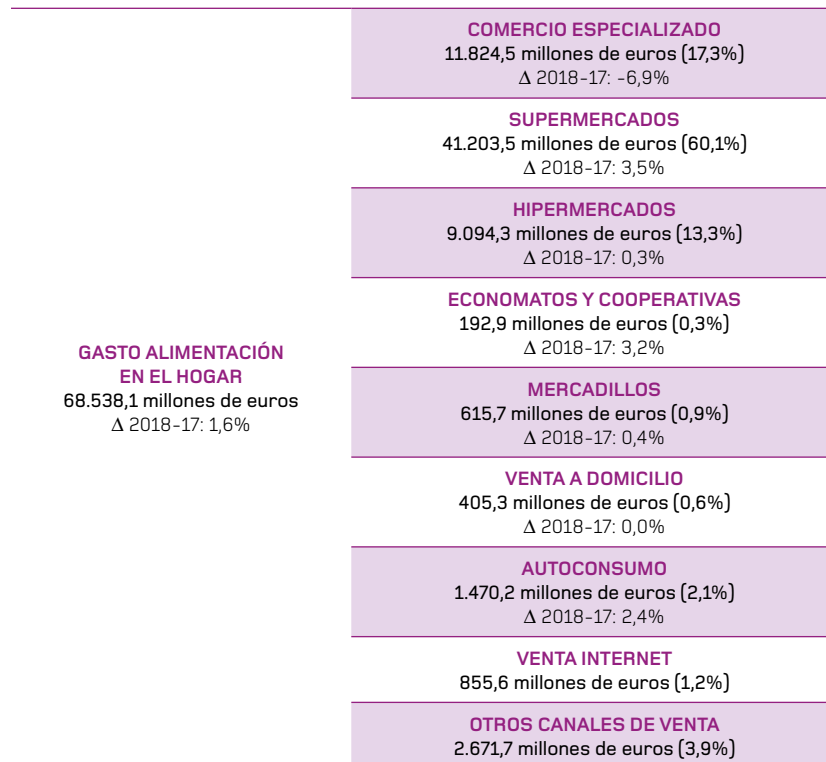 GASTO ALIMENTACIÓN
EN EL HOGAR
68.538,1 millones de euros
Δ 2018-17: 1,6%
COMERCIO ESPECIALIZADO
11.824,5 millones de euros (17,3%)
Δ 2018-17: -6,9%
SUPERMERCADOS
41.203,5 millones de euros (60,1%)
Δ 2018-17: 3,5%
HIPERMERCADOS
9.094,3 millones de euros (13,3%)
Δ 2018-17: 0,3%
ECONOMATOS Y COOPERATIVAS
192,9 millones de euros (0,3%)
Δ 2018-17: 3,2%
MERCADILLOS
615,7 millones de euros (0,9%)
Δ 2018-17: 0,4%
VENTA A DOMICILIO
405,3 millones de euros (0,6%)
Δ 2018-17: 0,0%
AUTOCONSUMO
1.470,2 millones de euros (2,1%)
Δ 2018-17: 2,4%
VENTA INTERNET
855,6 millones de euros (1,2%)
OTROS CANALES DE VENTA
2.671,7 millones de euros (3,9%)